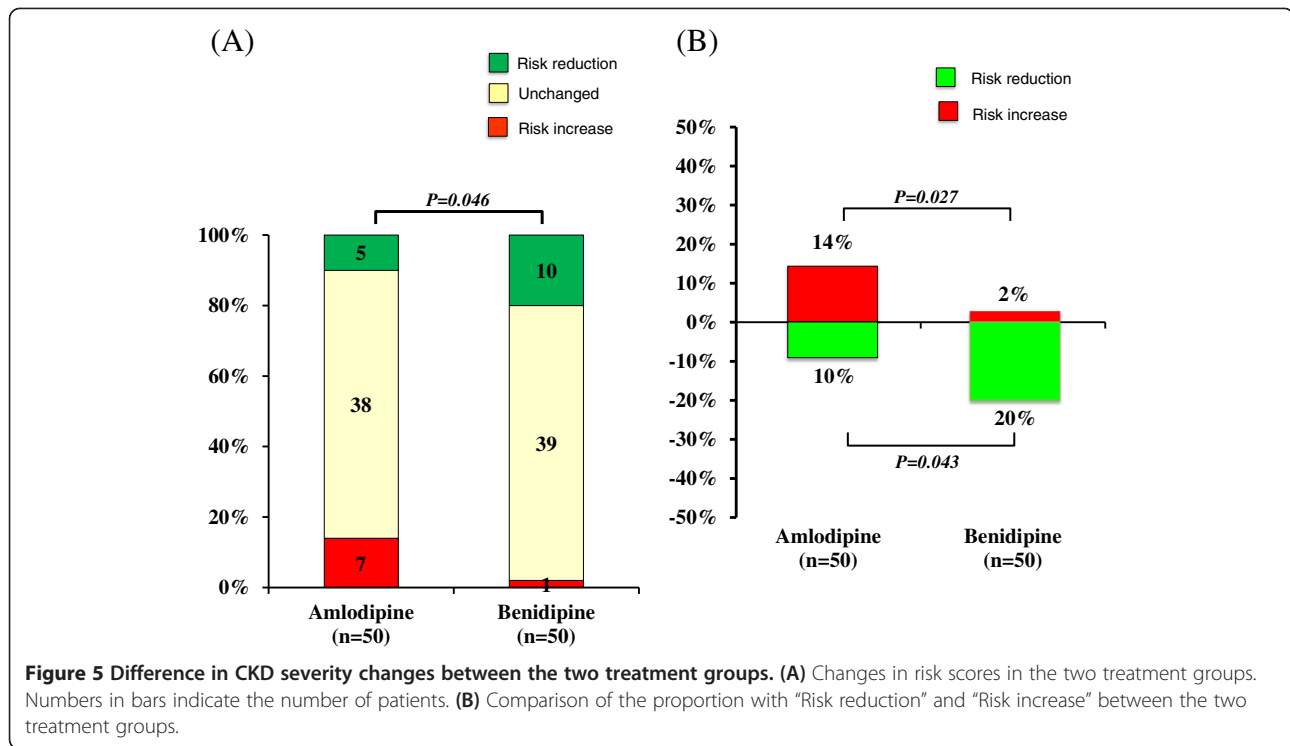 (A)
Risk reduction
Unchanged
Risk increase
P=0.046
100%
80%
60%
40%
20%
0%
5
38
7
10
39
1
Amlodipine
(n=50)
Benidipine
(n=50)
(B)
Risk reduction
Risk increase
50%
40%
30%
20%
10%
0%
-10%
-20%
-30%
-40%
-50%
P=0.027
14%
2%
10%
20%
P=0.043
Amlodipine
(n=50)
Benidipine
(n=50)
Figure 5 Difference in CKD severity changes between the two treatment groups. (A) Changes in risk scores in the two treatment groups.
Numbers in bars indicate the number of patients. (B) Comparison of the proportion with “Risk reduction” and “Risk increase” between the two
treatment groups.